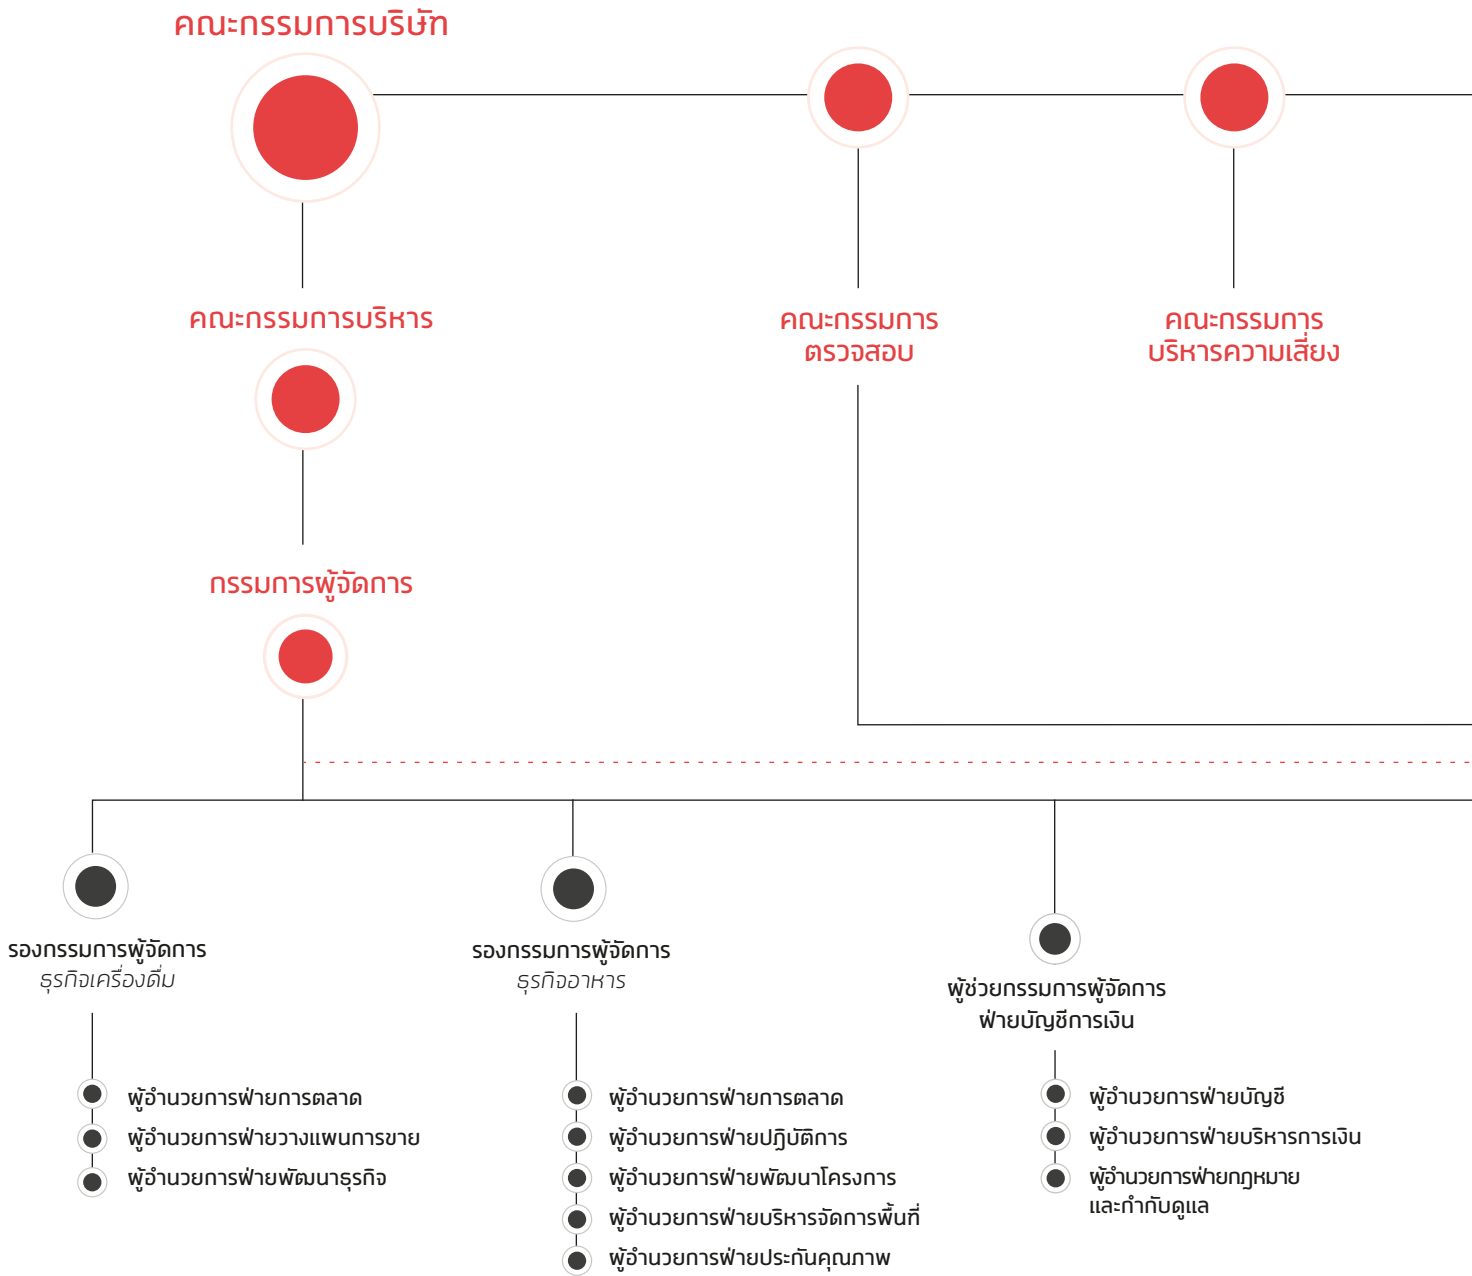 คณะกรรมการบริษัท
คณะกรรมการบริหาร
คณะกรรมการ
ตรวจสอบ
คณะกรรมการ
บริหารความเสี่ยง
กรรมการผู้จัดการ
รองกรรมการผู้จัดการ
ธุรกิจเครื่องดื่ม
ผู้อำนวยการฝ่ายการตลาด
ผู้อำนวยการฝ่ายวางแผนการขาย
ผู้อำนวยการฝ่ายพัฒนาธุรกิจ
รองกรรมการผู้จัดการ
ธุรกิจอาหาร
ผู้อำนวยการฝ่ายการตลาด
ผู้อำนวยการฝ่ายปฏิบัติการ
ผู้อำนวยการฝ่ายพัฒนาโครงการ
ผู้อำนวยการฝ่ายบริหารจัดการพื้นที่
ผู้อำนวยการฝ่ายประกันคุณภาพ
ผู้ช่วยกรรมการผู้จัดการ
ฝ่ายบัญชีการเงิน
ผู้อำนวยการฝ่ายบัญชี
ผู้อำนวยการฝ่ายบริหารการเงิน
ผู้อำนวยการฝ่ายกฎหมาย
และกำกับดูแล